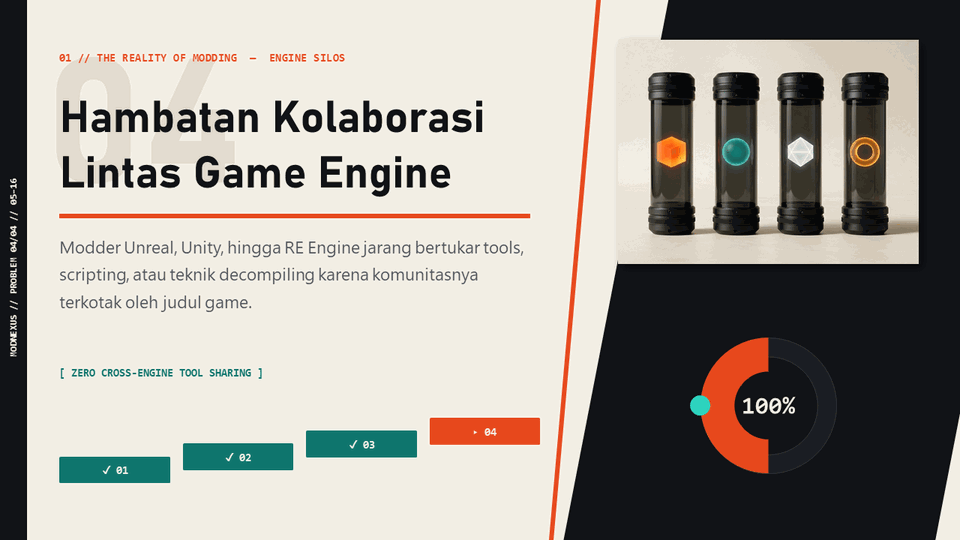 01 // THE REALITY OF MODDING — ENGINE SILOS
04
Hambatan Kolaborasi
Lintas Game Engine
Modder Unreal, Unity, hingga RE Engine jarang bertukar tools,
scripting, atau teknik decompiling karena komunitasnya
terkotak oleh judul game.
[ ZERO CROSS-ENGINE TOOL SHARING ]
✓ 01
✓ 02
✓ 03
▸ 04
100%
MODNEXUS // PROBLEM 04/04 // 05–16